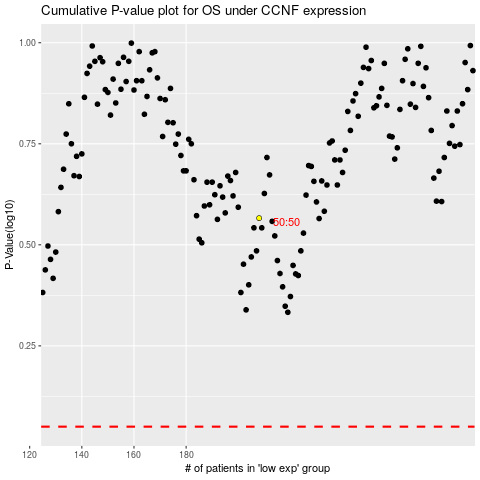 Cumulative P-value plot for OS under CCNF expression
1.00
0.75
0.50
0.25
P-Value(log10)
50:50
120 140 160 180
# of patients in 'low exp' group